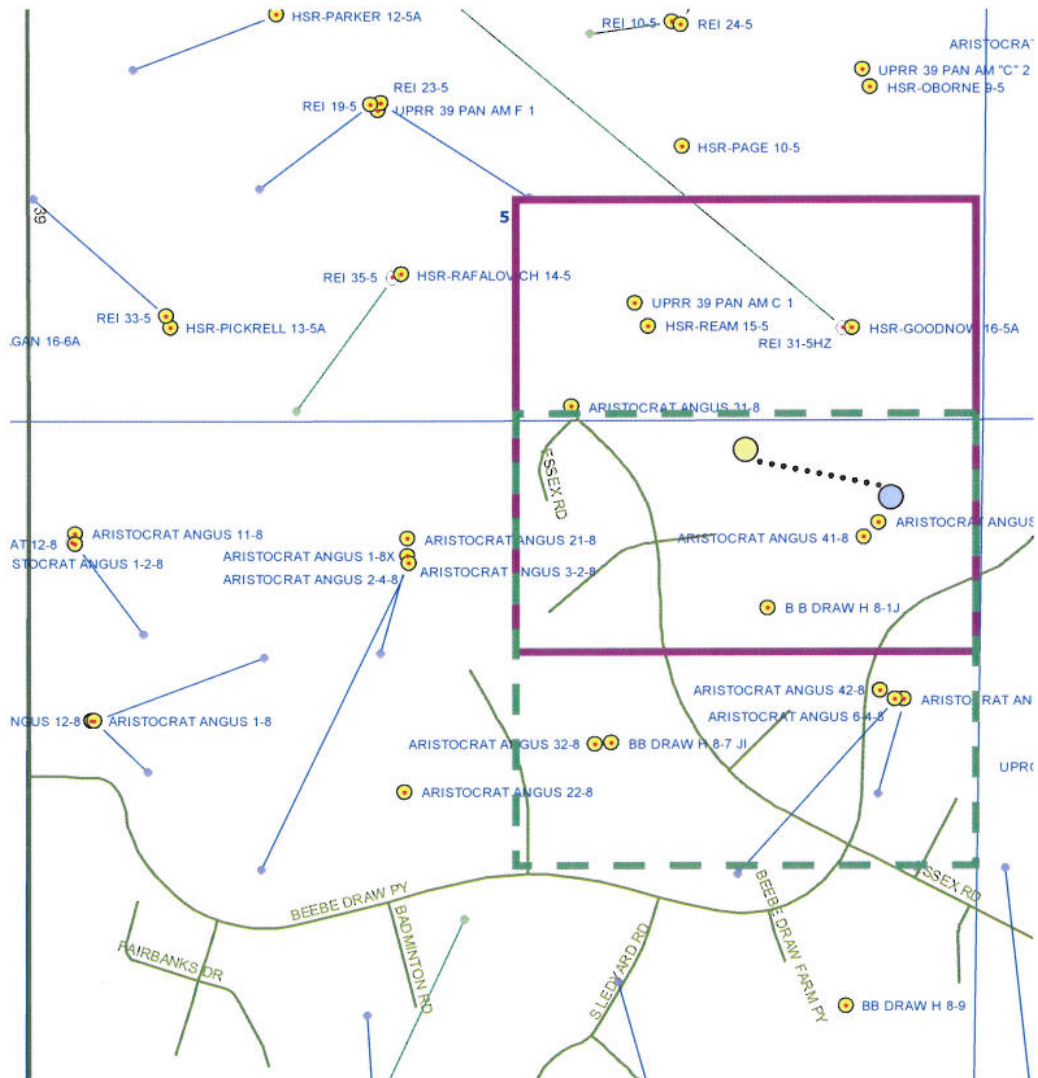 HSR-PARKER 12-5A
REI 10-5
REI 24-5
ARISTOCRAT
UPRR 39 PAN AM "C" 2
HSR-OBORNE 9-5
REI 23-5
REI 19-5
UPRR 39 PAN AM F 1
HSR-PAGE 10-5
39
5
REI 35-5
HSR-RAFALOVICH 14-5
UPRR 39 PAN AM C 1
REI 33-5
HSR-PICKRELL 13-5A
HSR-REAM 15-5
HSR-GOODNOW 16-5A
REI 31-5HZ
GAN 16-6A
ARISTOCRAT ANGUS 31-8
ESSEX RD
ARISTOCRAT ANGUS 11-8
AT 12-8
STOCRAT ANGUS 1-2-8
ARISTOCRAT ANGUS 21-8
ARISTOCRAT ANGUS 1-8X
ARISTOCRAT ANGUS 3-2-8
ARISTOCRAT ANGUS 2-4-8
ARISTOCRAT ANGUS
ARISTOCRAT ANGUS 41-8
B B DRAW H 8-1J
ARISTOCRAT ANGUS 42-8
ARISTOCRAT AN
ARISTOCRAT ANGUS 6-4-8
NGUS 12-8
ARISTOCRAT ANGUS 1-8
ARISTOCRAT ANGUS 32-8
BB DRAW H 8-7 JI
UPR
ARISTOCRAT ANGUS 22-8
BEEBE DRAW PY
BADMINTON RD
FAIRBANKS DR
S LEDYARD RD
BEEBE DRAW FARM PY
ESSEX RD
BB DRAW H 8-9